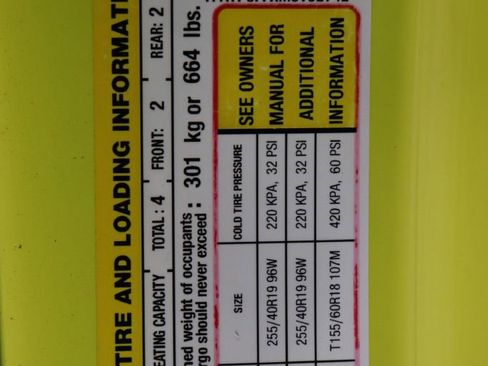 TIRE AND LOADING INFORMATI
EATING CAPACITY TOTAL : 4 FRONT: 2 REAR: 2
ned weight of occupants
rgo should never exceed : 301 kg or 664 lbs.
SIZE COLD TIRE PRESSURE SEE OWNERS
255/40R19 96W 220 KPA, 32 PSI MANUAL FOR
255/40R19 96W 220 KPA, 32 PSI ADDITIONAL
T155/60R18 107M 420 KPA, 60 PSI INFORMATION